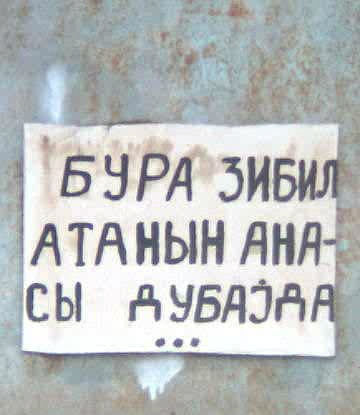 БУРА ЗИБИЛ
АТАНЫН АНА-
СЫ ДУБАЈДА
...